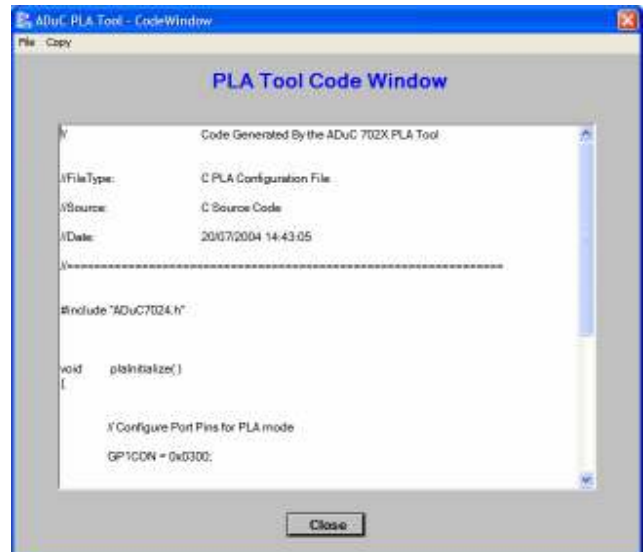 ADuC PLA Tool - CodeWindow
File Copy
PLA Tool Code Window
// Code Generated By the ADuC 702X PLA Tool
//FileType: C PLA Configuration File
//Source: C Source Code
//Date: 20/07/2004 14:43:05
//================================================================
#include "ADuC7024.h"
void plaInitialize( )
{
// Configure Port Pins for PLA mode
GP1CON = 0x0300;
Close